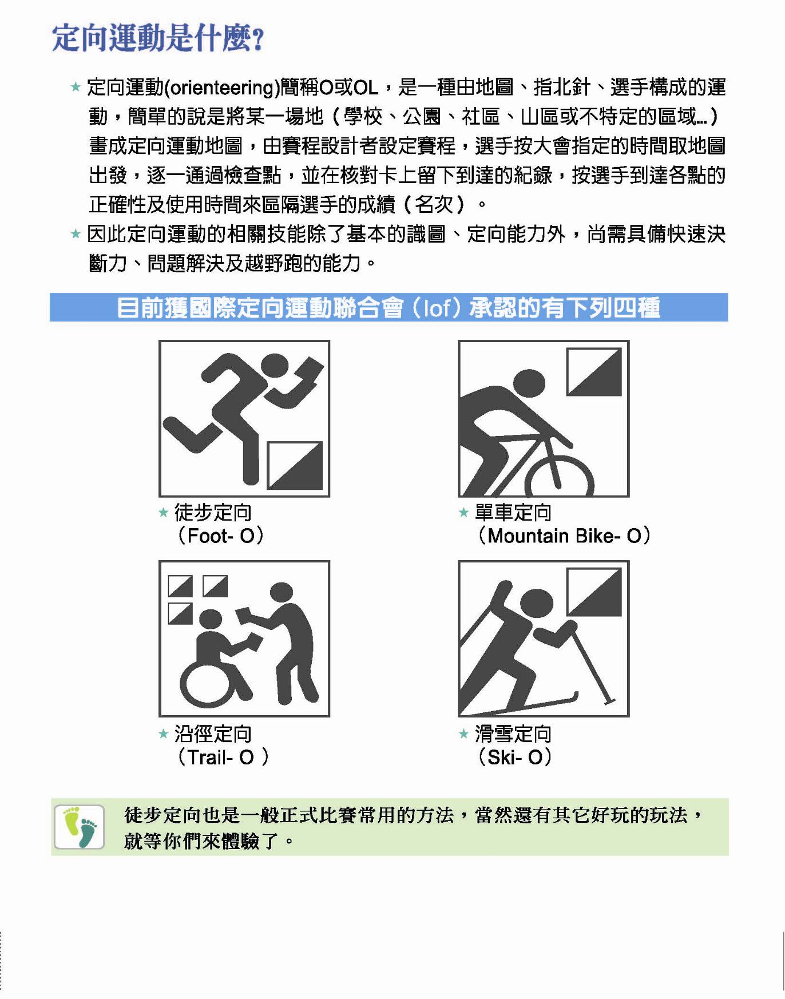 定向運動是什麼?
★ 定向運動(orienteering)簡稱O或OL，是一種由地圖、指北針、選手構成的運
動，簡單的說是將某一場地（學校、公園、社區、山區或不特定的區域...）
畫成定向運動地圖，由賽程設計者設定賽程，選手按大會指定的時間取地圖
出發，逐一通過檢查點，並在核對卡上留下到達的紀錄，按選手到達各點的
正確性及使用時間來區隔選手的成績（名次）。
★ 因此定向運動的相關技能除了基本的識圖、定向能力外，尚需具備快速決
斷力、問題解決及越野跑的能力。
目前獲國際定向運動聯合會（Iof）承認的有下列四種
★ 徒步定向
（Foot- O）
★ 單車定向
（Mountain Bike- O）
★ 沿徑定向
（Trail- O ）
★ 滑雪定向
（Ski- O）
徒步定向也是一般正式比賽常用的方法，當然還有其它好玩的玩法，
就等你們來體驗了。